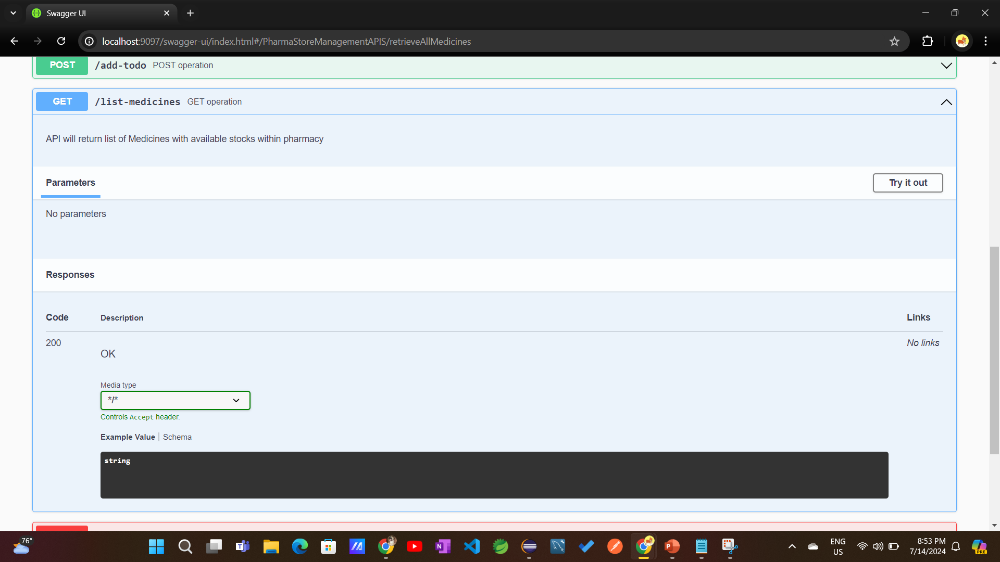 Swagger UI
localhost:9097/swagger-ui/index.html#/PharmaStoreManagementAPIS/retrieveAllMedicines
POST /add-todo POST operation
GET /list-medicines GET operation
API will return list of Medicines with available stocks within pharmacy
Parameters
Try it out
No parameters
Responses
Code Description Links
200 No links
OK
Media type
*/*
Controls Accept header.
Example Value Schema
string
76°
ENG
US
8:53 PM
7/14/2024
PRE